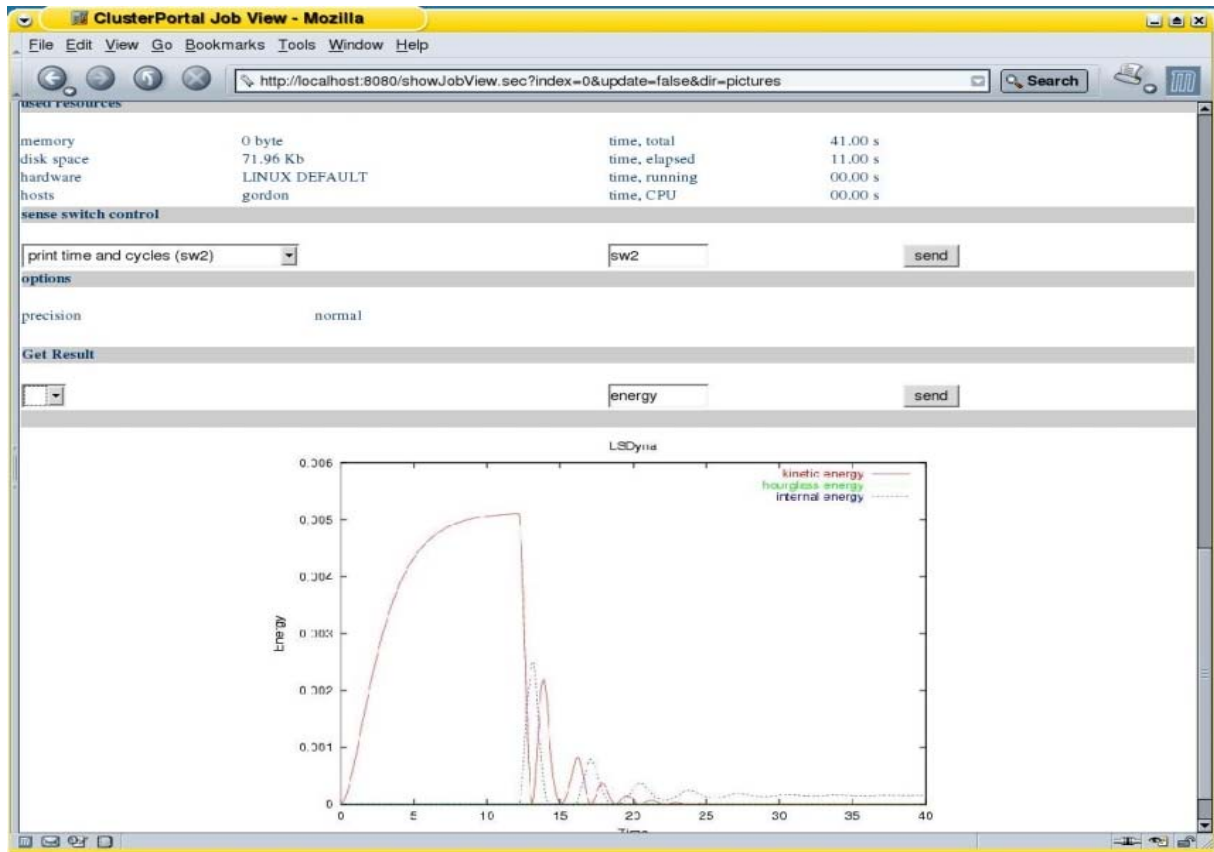 ClusterPortal Job View - Mozilla
File Edit View Go Bookmarks Tools Window Help
http://localhost:8080/showJobView.sec?index=0&update=false&dir=pictures Search
used resources
memory 0 byte time, total 41.00 s
disk space 71.96 Kb time, elapsed 11.00 s
hardware LINUX DEFAULT time, running 00.00 s
hosts gordon time, CPU 00.00 s
sense switch control
print time and cycles (sw2) sw2 send
options
precision normal
Get Result
energy send
LSDyna
kinetic energy
hourglass energy
internal energy
0.006
0.005
0.004
0.003
0.002
0.001
0
Energy
0 5 10 15 20 25 30 35 40
Time